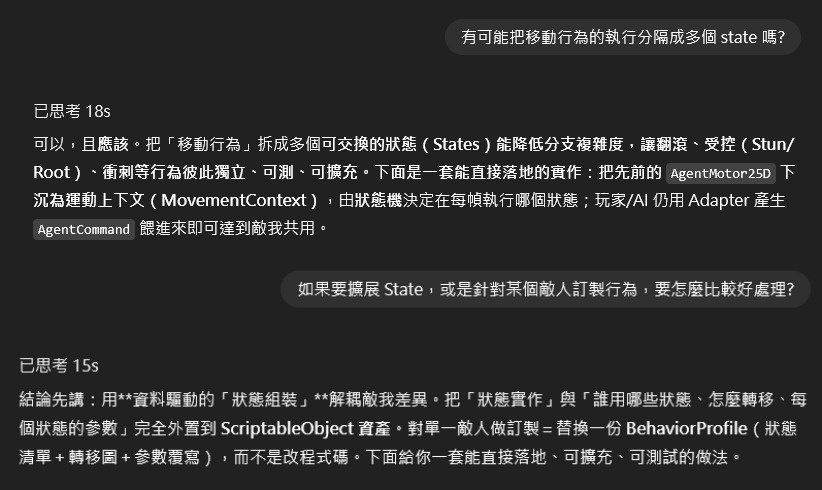 有可能把移動行為的執行分隔成多個 state 嗎?
已思考 18s
可以，且應該。把「移動行為」拆成多個可交換的狀態（States）能降低分支複雜度，讓翻滾、受控（Stun/
Root）、衝刺等行為彼此獨立、可測、可擴充。下面是一套能直接落地的實作：把先前的 AgentMotor25D 下
沉為運動上下文（MovementContext），由狀態機決定在每幀執行哪個狀態；玩家/AI 仍用 Adapter 產生
AgentCommand 餵進來即可達到敵我共用。
如果要擴展 State，或是針對某個敵人訂製行為，要怎麼比較好處理?
已思考 15s
結論先講：用**資料驅動的「狀態組裝」**解耦敵我差異。把「狀態實作」與「誰用哪些狀態、怎麼轉移、每
個狀態的參數」完全外置到 ScriptableObject 資產。對單一敵人做訂製＝替換一份 BehaviorProfile（狀態
清單＋轉移圖＋參數覆寫），而不是改程式碼。下面給你一套能直接落地、可擴充、可測試的做法。